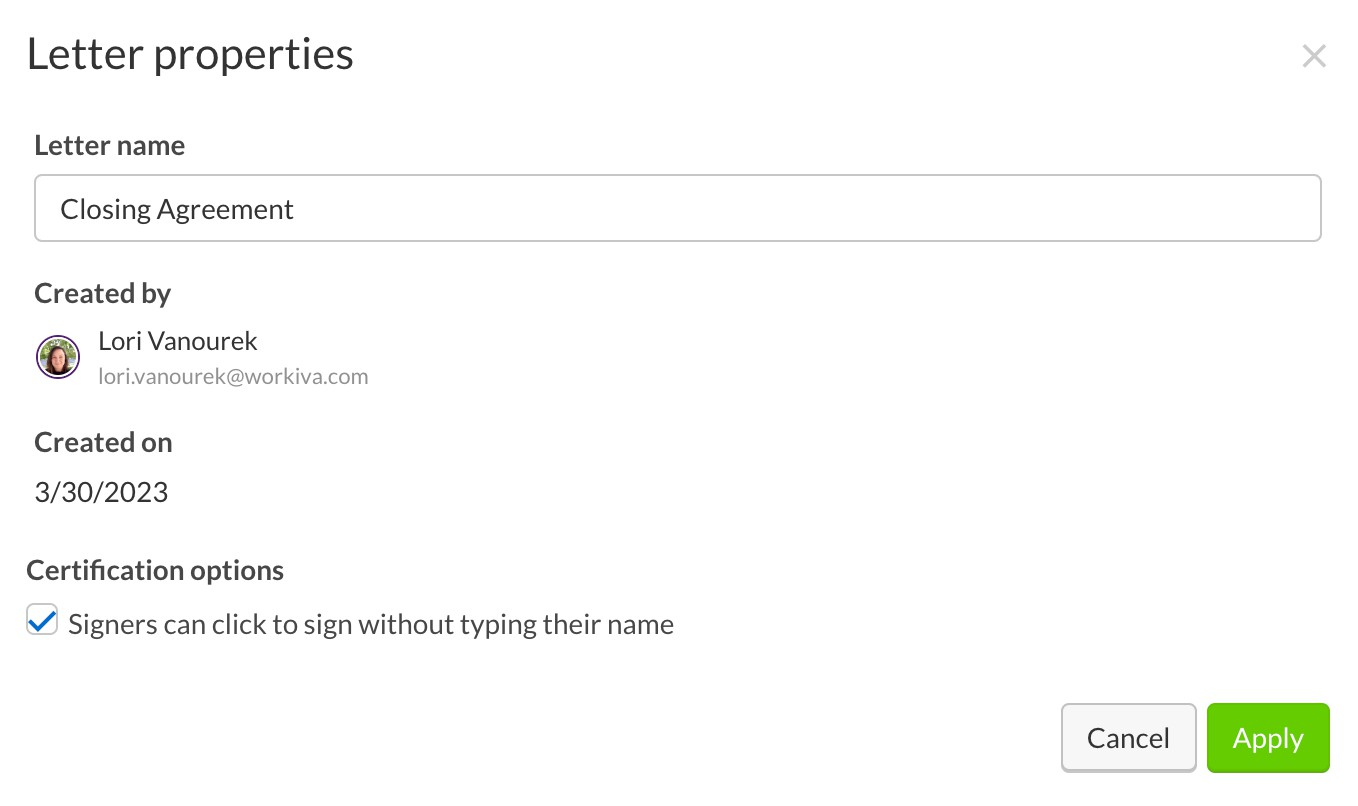 Letter properties
Letter name
Closing Agreement
Created by
Lori Vanourek
lori.vanourek@workiva.com
Created on
3/30/2023
Certification options
Signers can click to sign without typing their name
Cancel
Apply